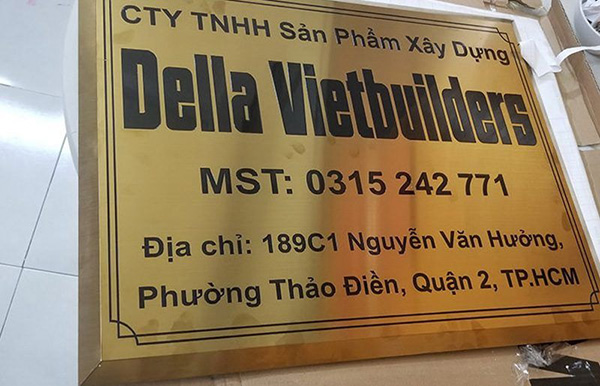 CTY TNHH Sản Phẩm Xây Dựng
Della Vietbuilders
MST: 0315 242 771
Địa chỉ: 189C1 Nguyễn Văn Hưởng,
Phường Thảo Điền, Quận 2, TP.HCM